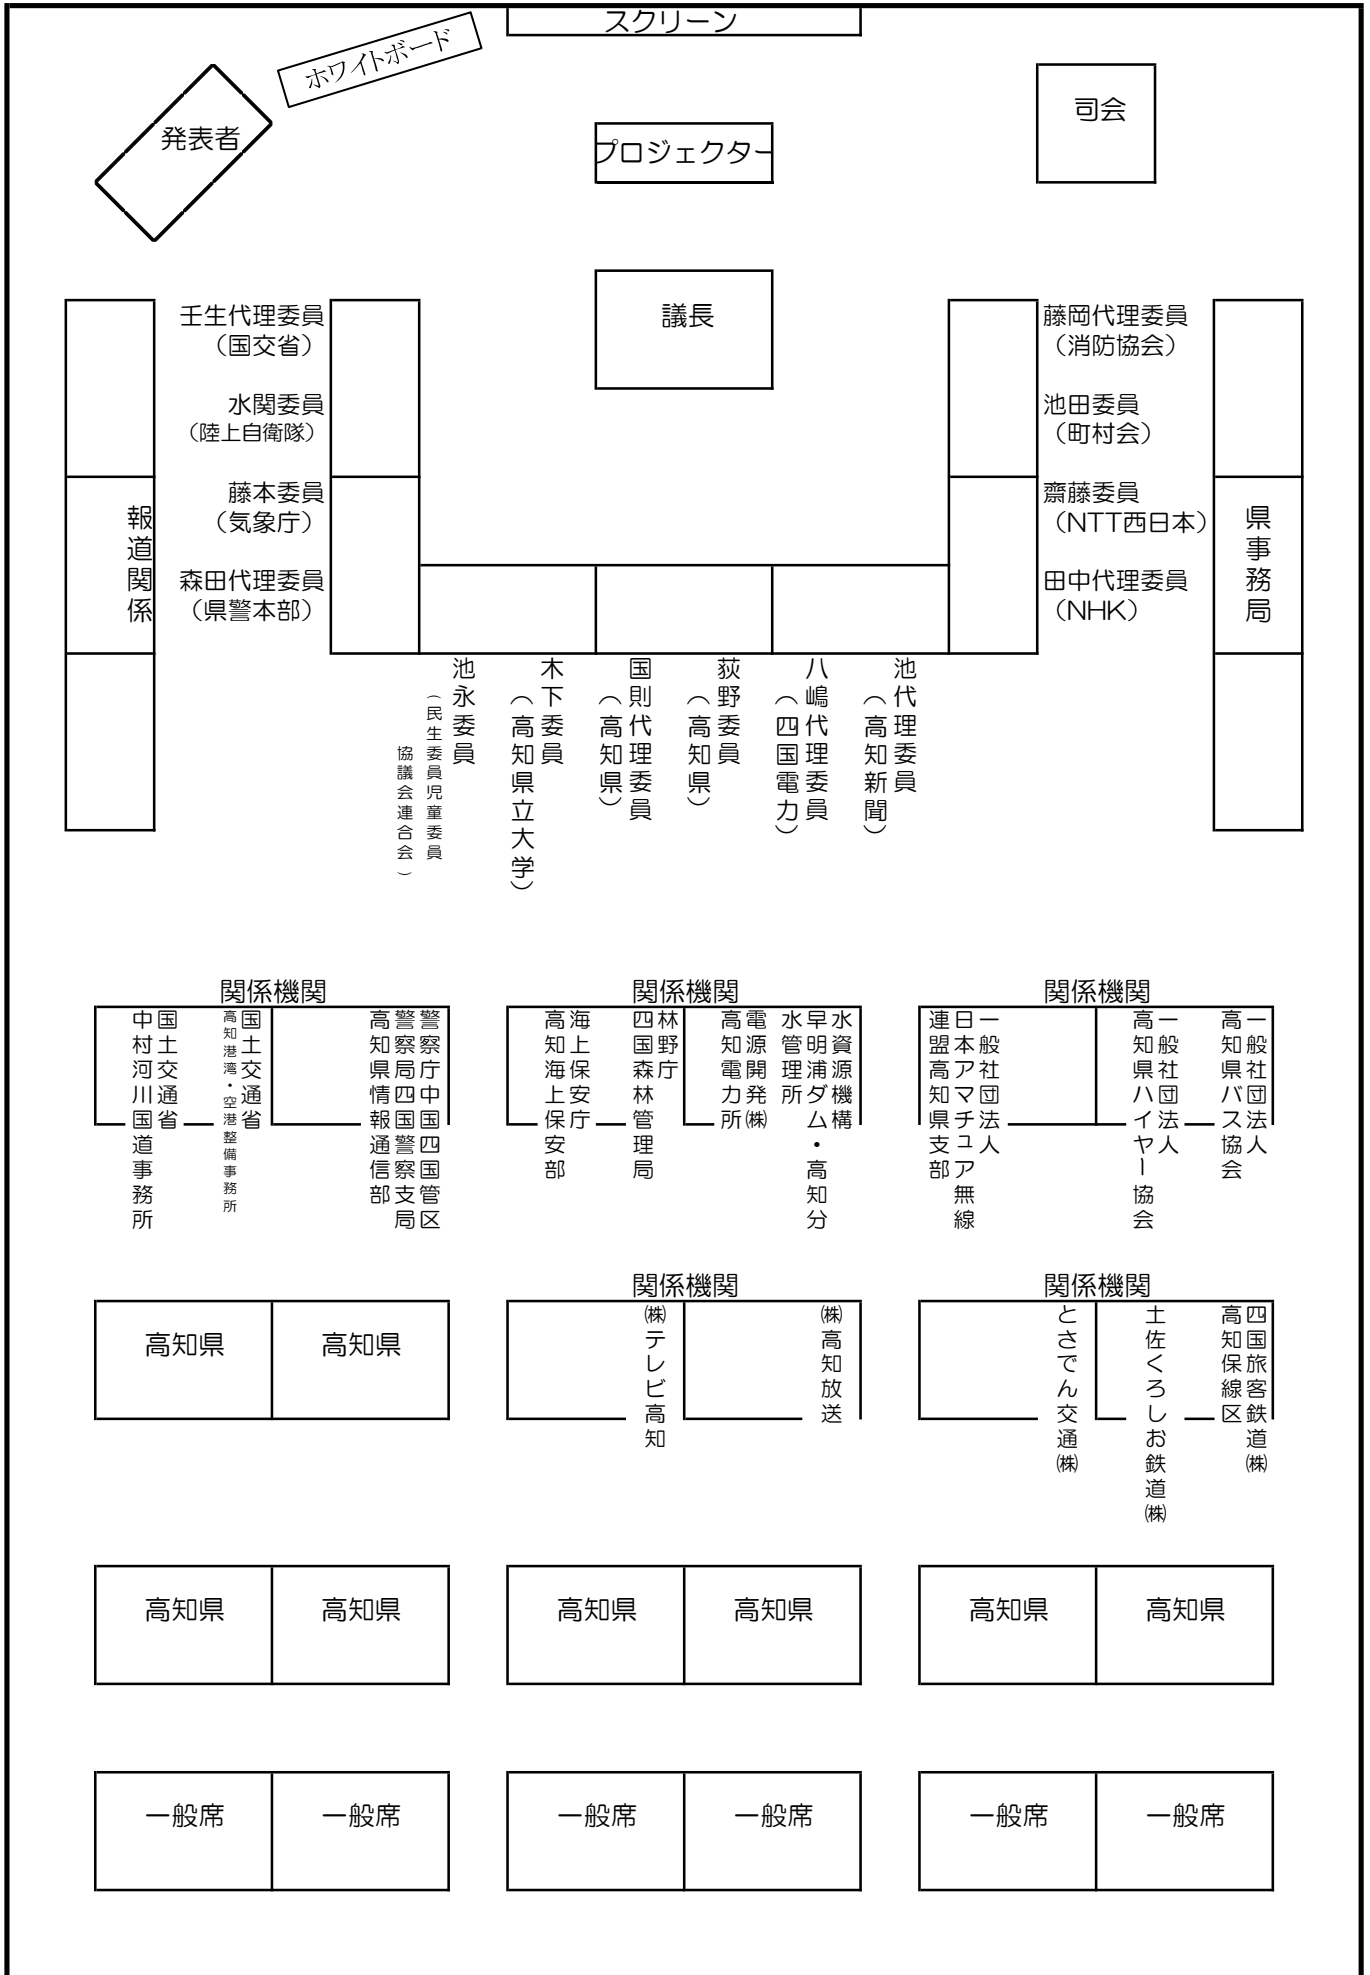 スクリーン
ホワイトボード
発表者
プロジェクター
司会
議長
壬生代理委員
（国交省）
水関委員
（陸上自衛隊）
藤本委員
（気象庁）
森田代理委員
（県警本部）
報道関係
藤岡代理委員
（消防協会）
池田委員
（町村会）
齋藤委員
（NTT西日本）
田中代理委員
（NHK）
県事務局
池永委員
（民生委員児童委員
協議会連合会）
木下委員
（高知県立大学）
国則代理委員
（高知県）
荻野委員
（高知県）
八嶋代理委員
（四国電力）
池代理委員
（高知新聞）
関係機関
国土交通省
中村河川国道事務所
国土交通省
高知港湾・空港整備事務所
警察庁中国四国管区
警察局四国警察支局
高知県情報通信部
関係機関
海上保安庁
高知海上保安部
林野庁
四国森林管理局
電源開発㈱
高知電力所
水資源機構
早明浦ダム・高知分
水管理所
関係機関
一般社団法人
日本アマチュア無線
連盟高知県支部
一般社団法人
高知県ハイヤー協会
一般社団法人
高知県バス協会
高知県
高知県
関係機関
㈱テレビ高知
㈱高知放送
関係機関
とさでん交通㈱
土佐くろしお鉄道㈱
四国旅客鉄道㈱
高知保線区
高知県
高知県
高知県
高知県
高知県
高知県
一般席
一般席
一般席
一般席
一般席
一般席